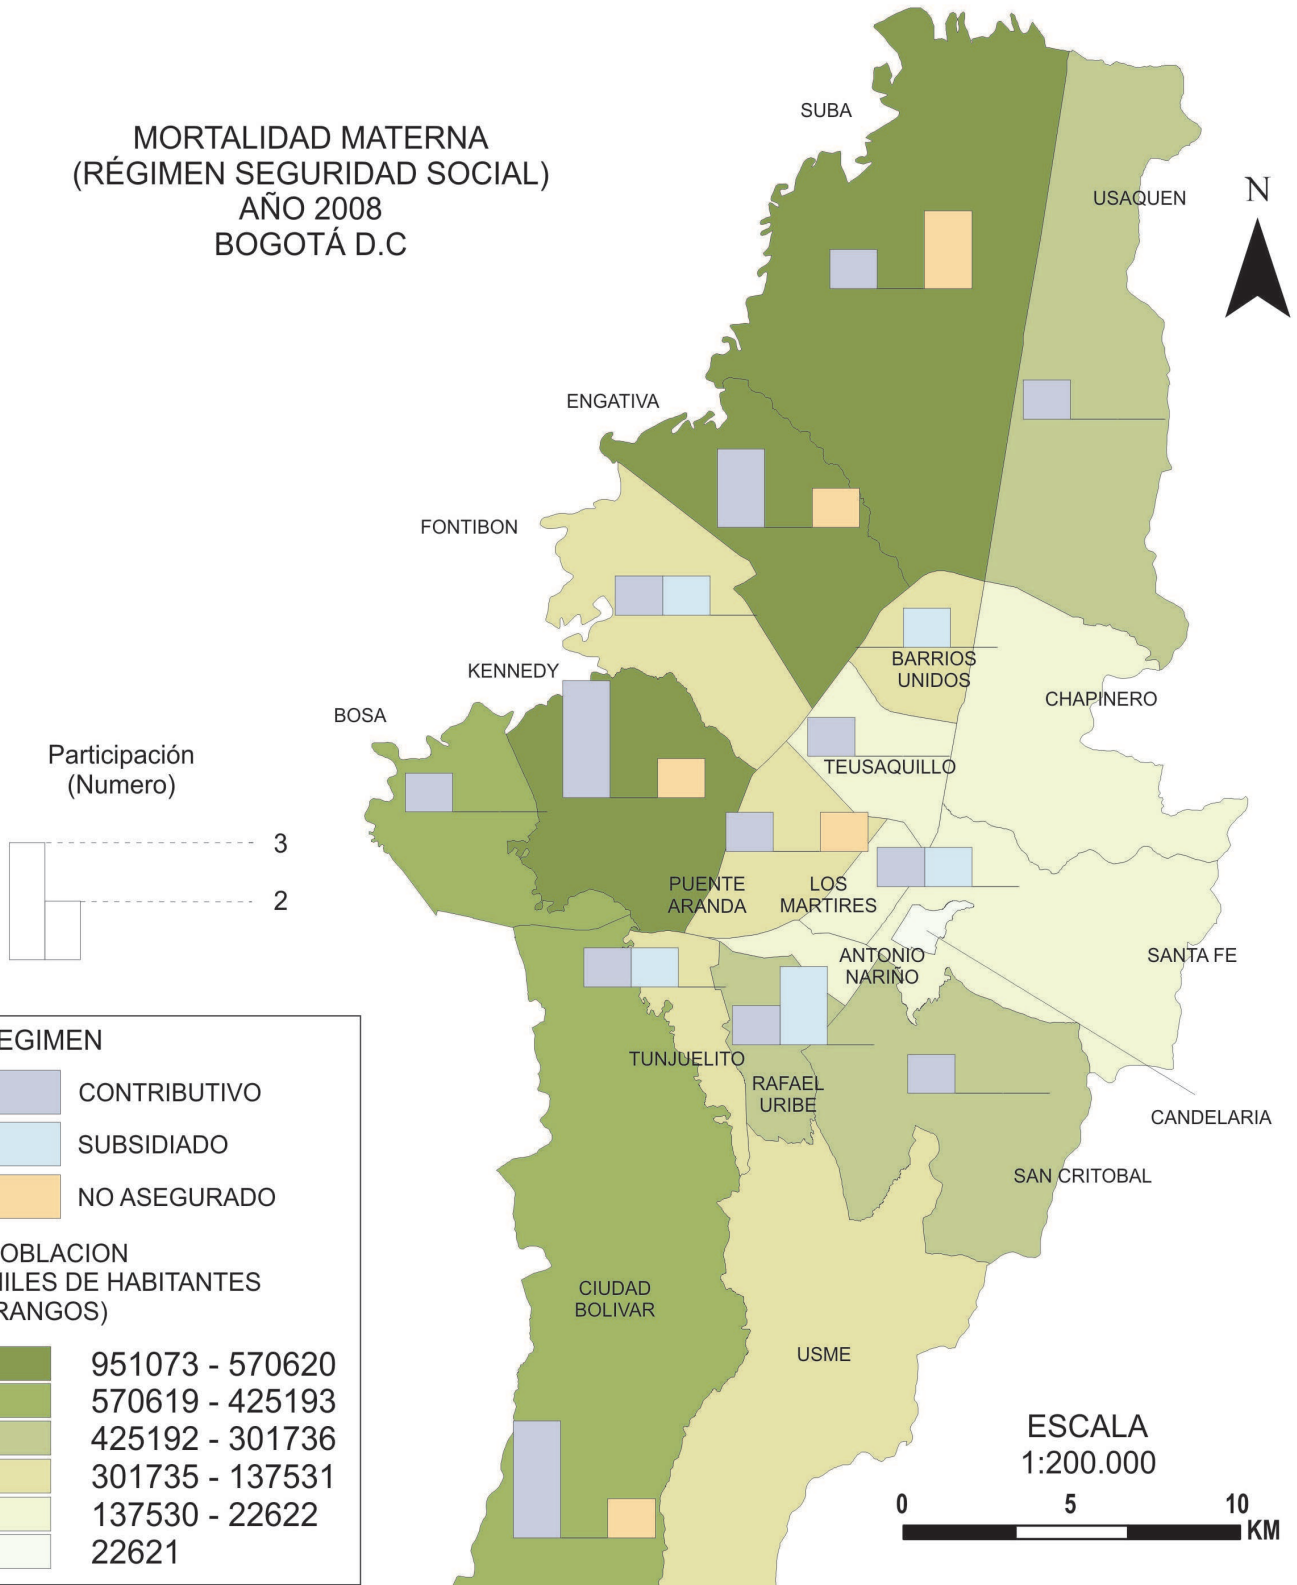 MORTALIDAD MATERNA
(RÉGIMEN SEGURIDAD SOCIAL)
AÑO 2008
BOGOTÁ D.C
SUBA
USAQUEN
N
ENGATIVA
FONTIBON
BARRIOS
UNIDOS
KENNEDY
CHAPINERO
BOSA
TEUSAQUILLO
Participación
(Numero)
3
2
PUENTE
ARANDA
LOS
MARTIRES
ANTONIO
NARIÑO
SANTA FE
TUNJUELITO
RAFAEL
URIBE
CANDELARIA
SAN CRITOBAL
CIUDAD
BOLIVAR
USME
EGIMEN
CONTRIBUTIVO
SUBSIDIADO
NO ASEGURADO
OBLACION
ILES DE HABITANTES
RANGOS)
951073 - 570620
570619 - 425193
425192 - 301736
301735 - 137531
137530 - 22622
22621
ESCALA
1:200.000
0 5 10
KM